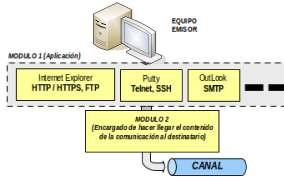 EQUIPO
EMISOR
MODULO 1 (Aplicación)
Internet Explorer
HTTP / HTTPS, FTP
Putty
Telnet, SSH
OutLook
SMTP
MODULO 2
(Encargado de hacer llegar el contenido
de la comunicación al destinatario)
CANAL